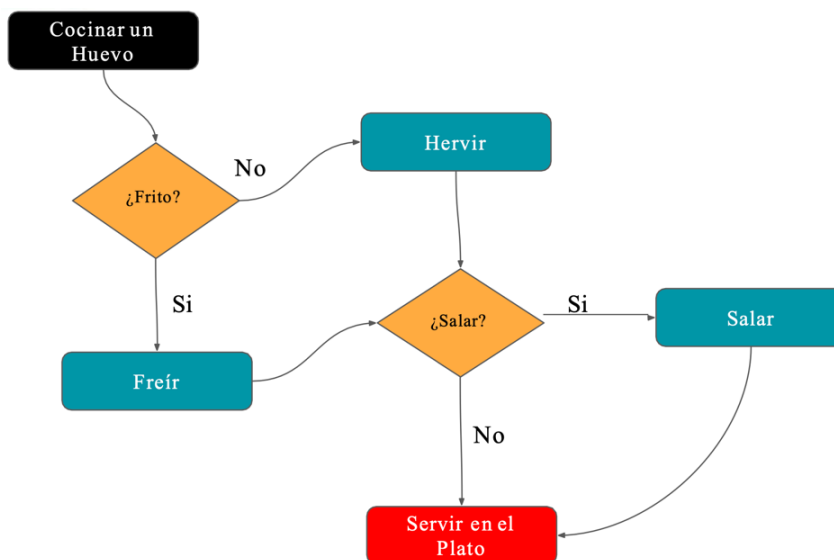 Cocinar un
Huevo
¿Frito?
No
Hervir
Si
Freír
¿Salar?
Si
Salar
No
Servir en el
Plato